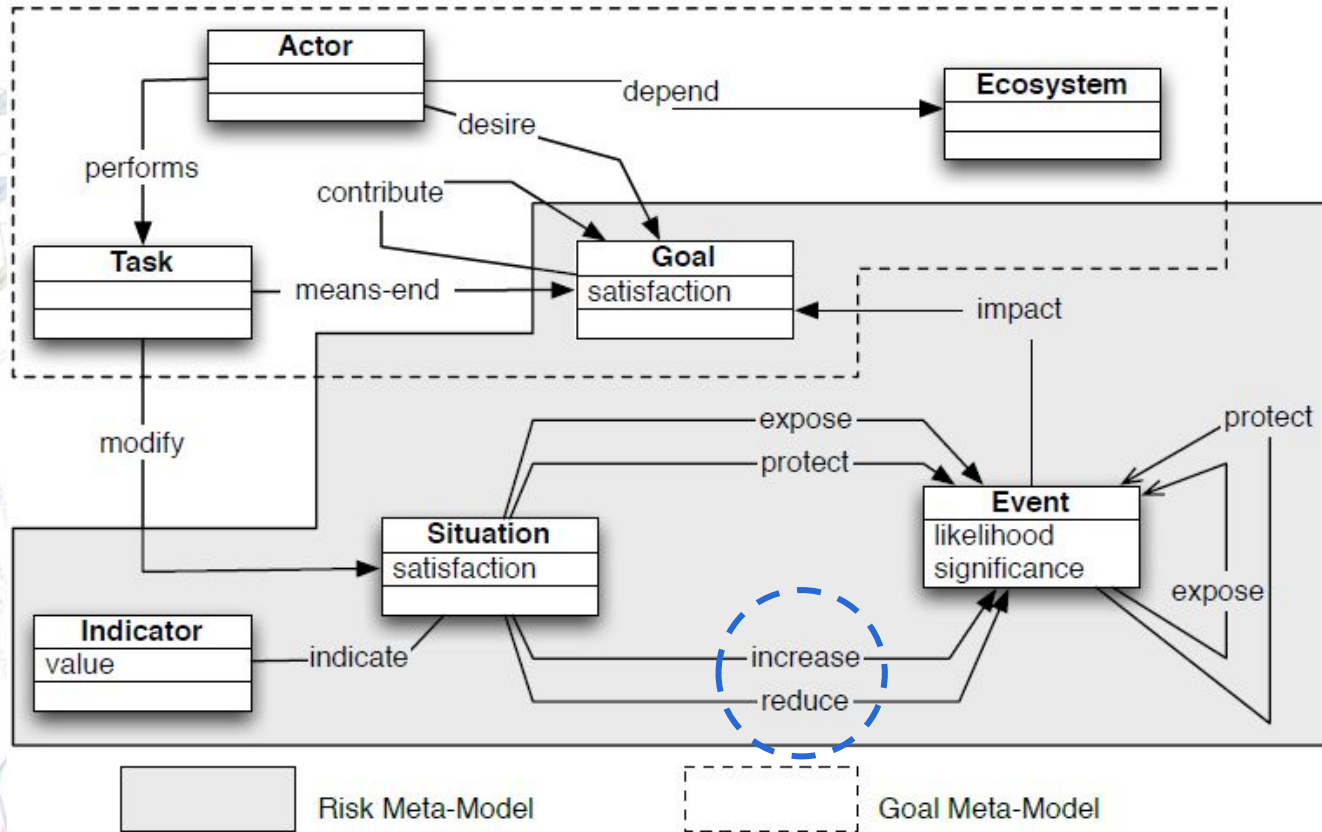 Actor
Ecosystem
depend
desire
performs
contribute
Task
Goal
satisfaction
means-end
impact
modify
expose
protect
protect
Event
likelihood
significance
expose
Situation
satisfaction
Indicator
value
indicate
increase
reduce
Risk Meta-Model
Goal Meta-Model